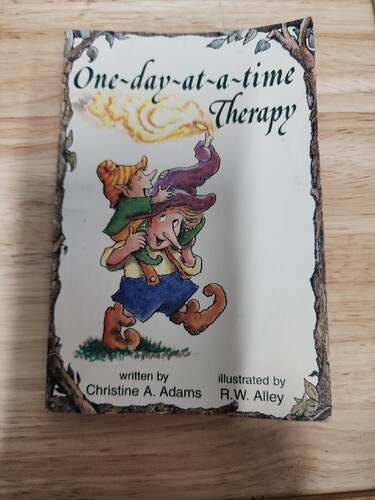 One~day~at~a~time
Therapy
written by
Christine A. Adams
illustrated by
R.W. Alley